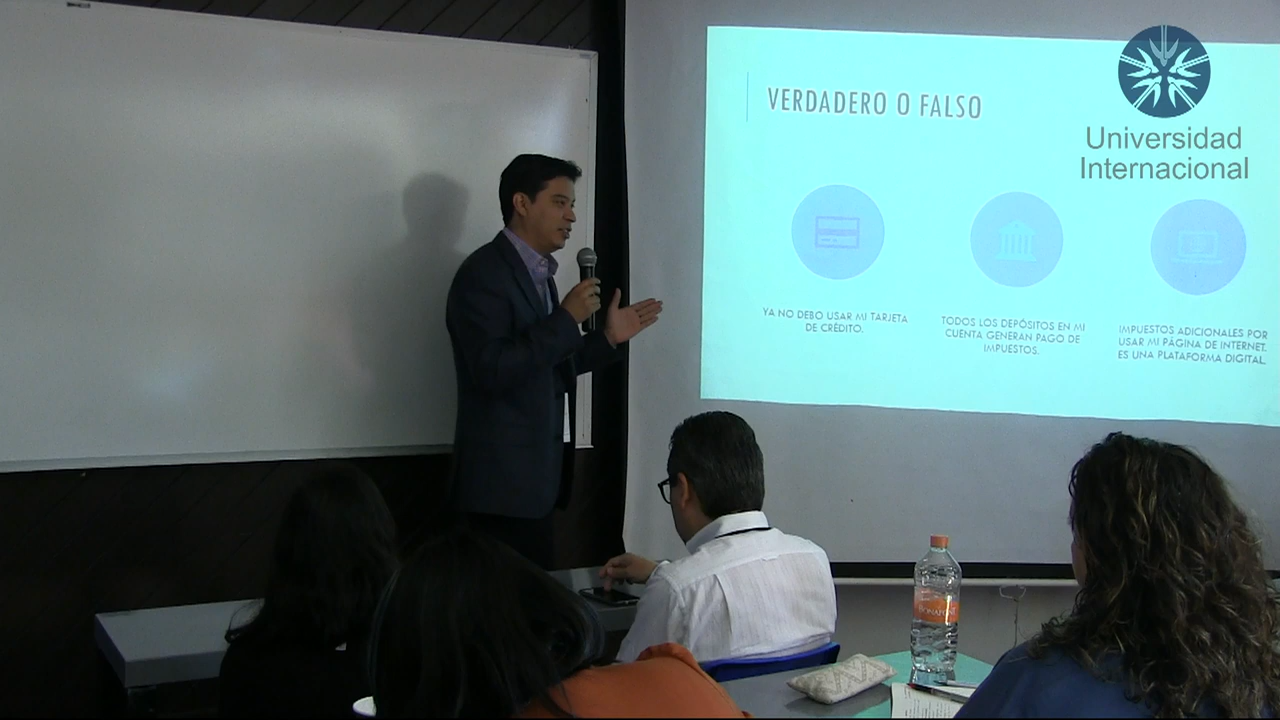 VERDADERO O FALSO
Universidad
Internacional
YA NO DEBO USAR MI TARJETA
DE CRÉDITO.
TODOS LOS DEPÓSITOS EN MI
CUENTA GENERAN PAGO DE
IMPUESTOS.
IMPUESTOS ADICIONALES POR
USAR MI PÁGINA DE INTERNET.
ES UNA PLATAFORMA DIGITAL.
BONAFONT